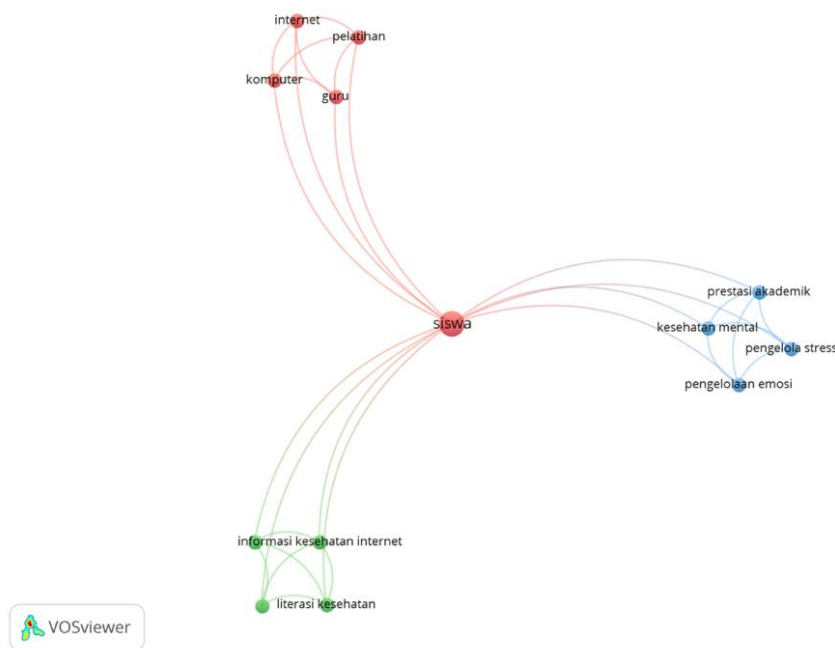 internet
pelatihan
komputer
guru
siswa
prestasi akademik
kesehatan mental
pengelola stress
pengelolaan emosi
informasi kesehatan internet
literasi kesehatan
VOSviewer